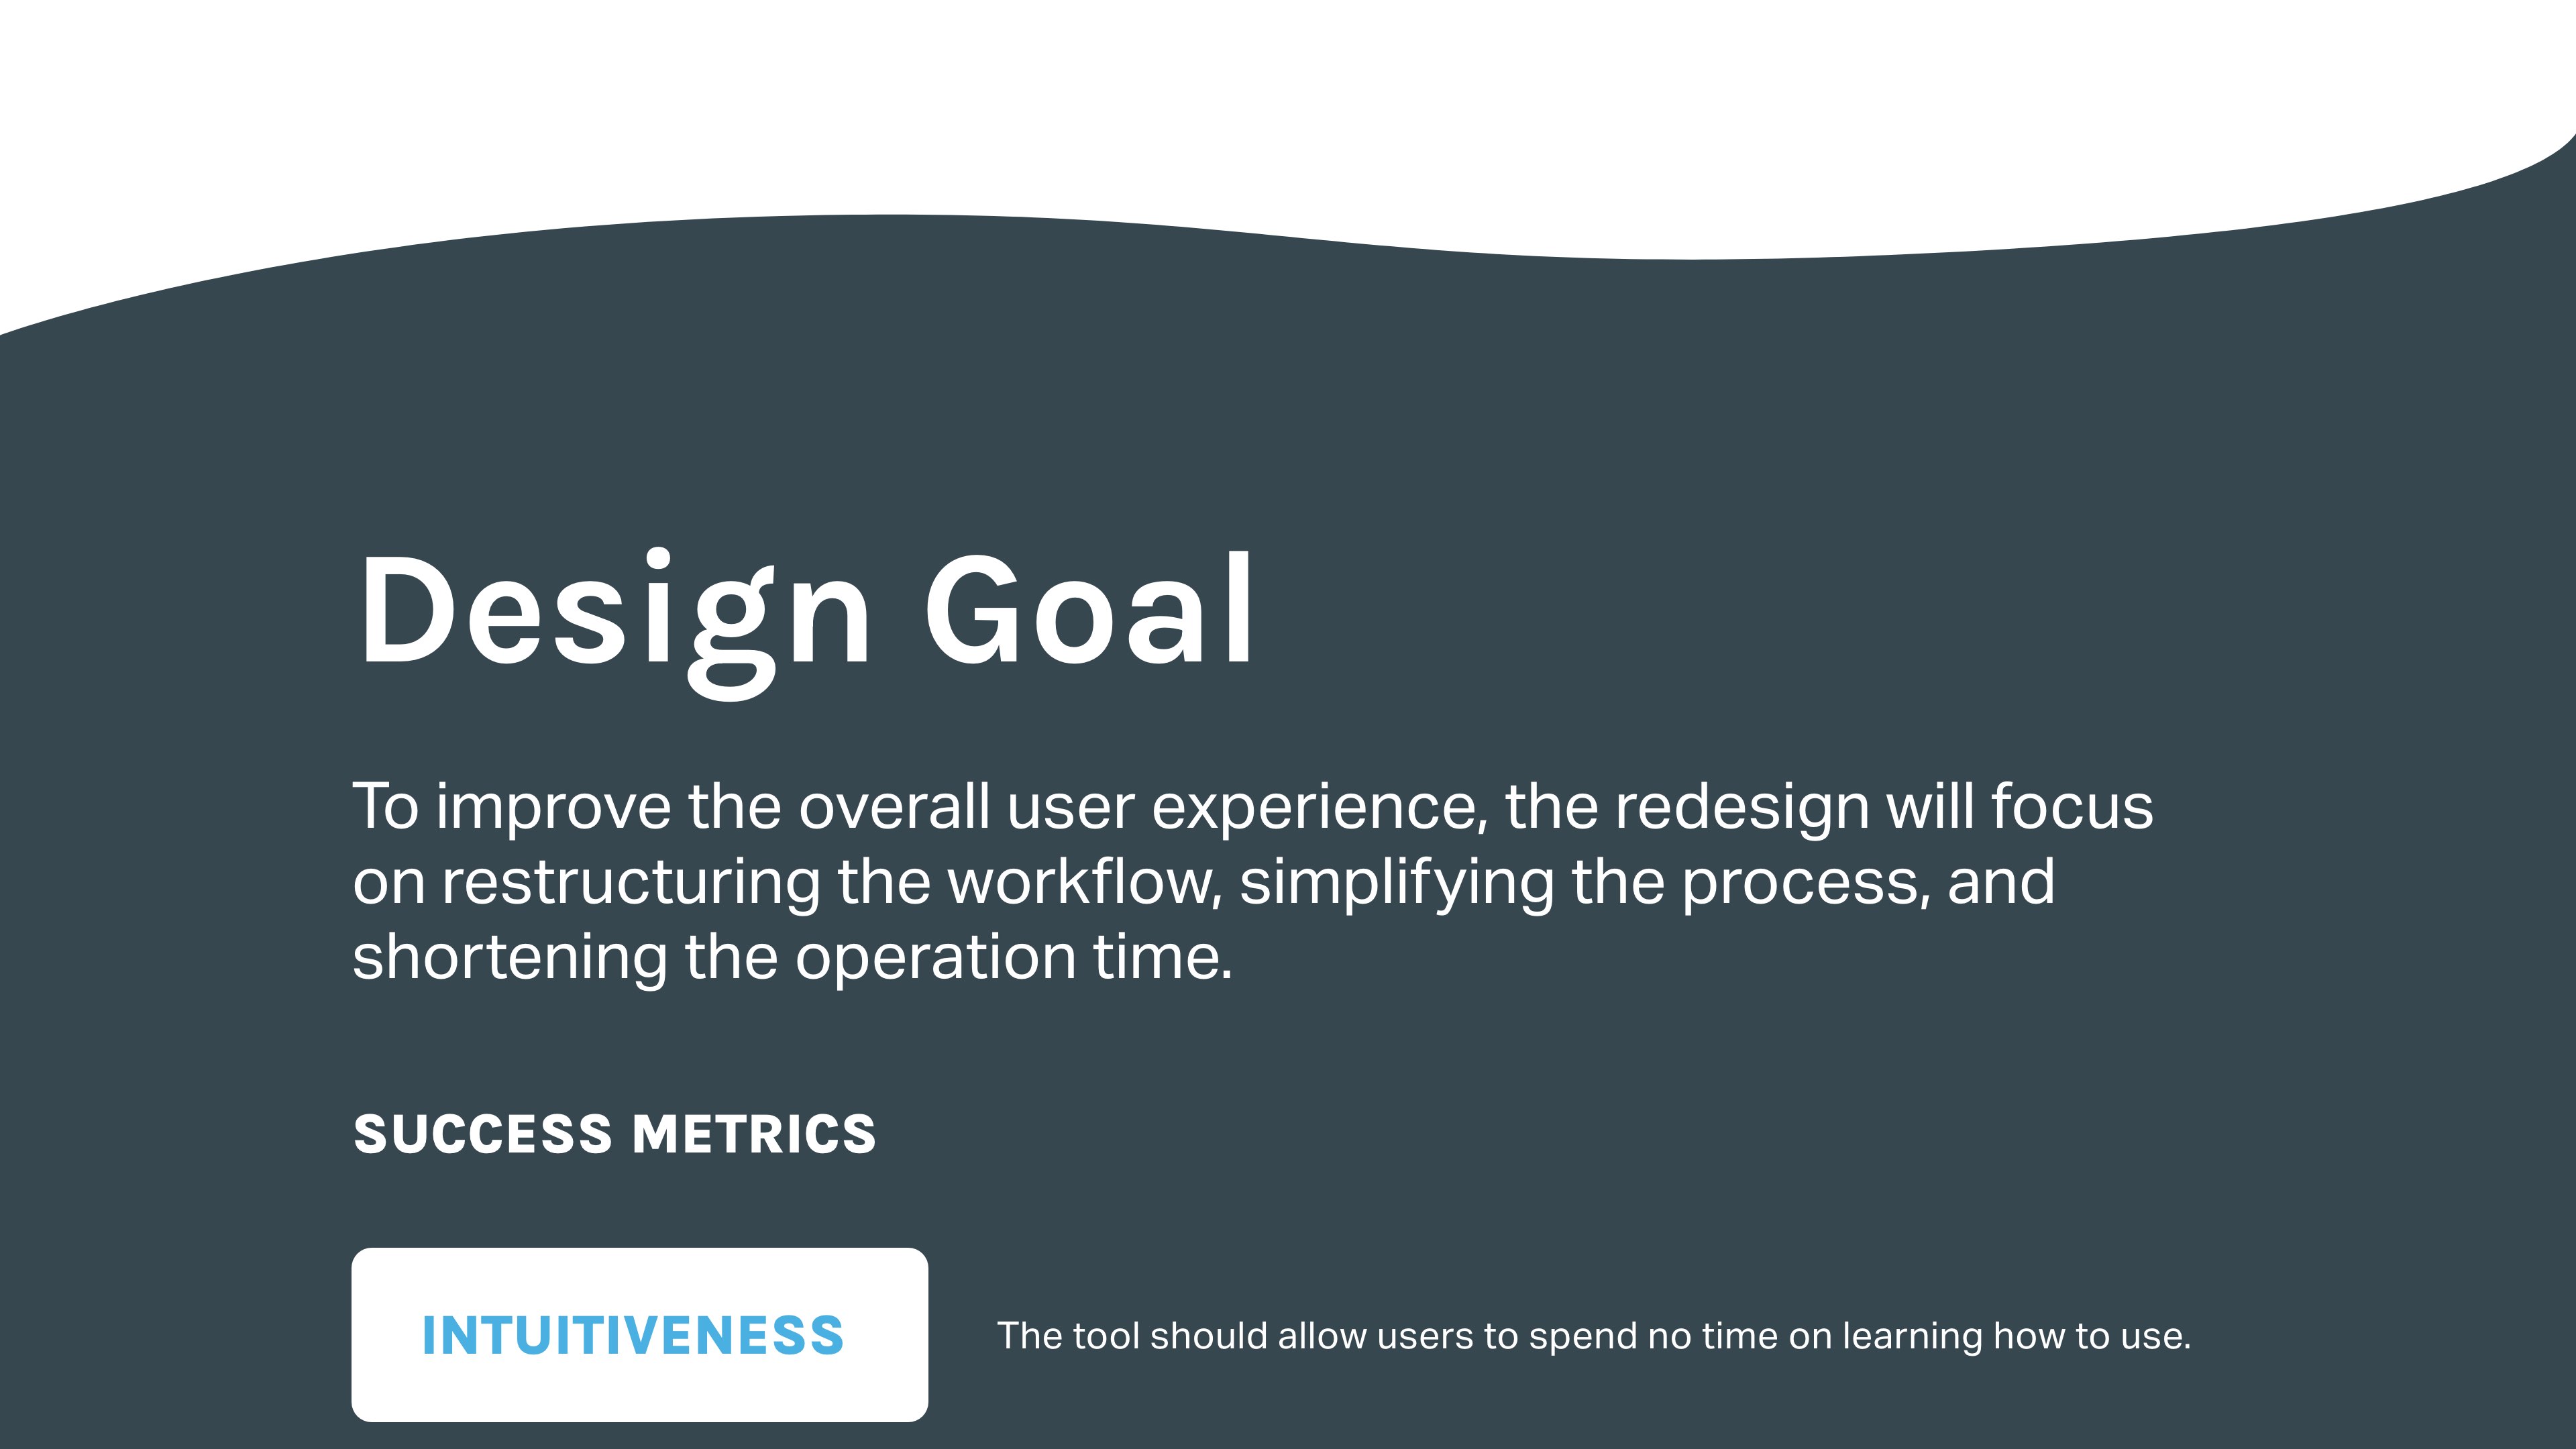 Design Goal
To improve the overall user experience, the redesign will focus
on restructuring the workflow, simplifying the process, and
shortening the operation time.
SUCCESS METRICS
INTUITIVENESS
The tool should allow users to spend no time on learning how to use.